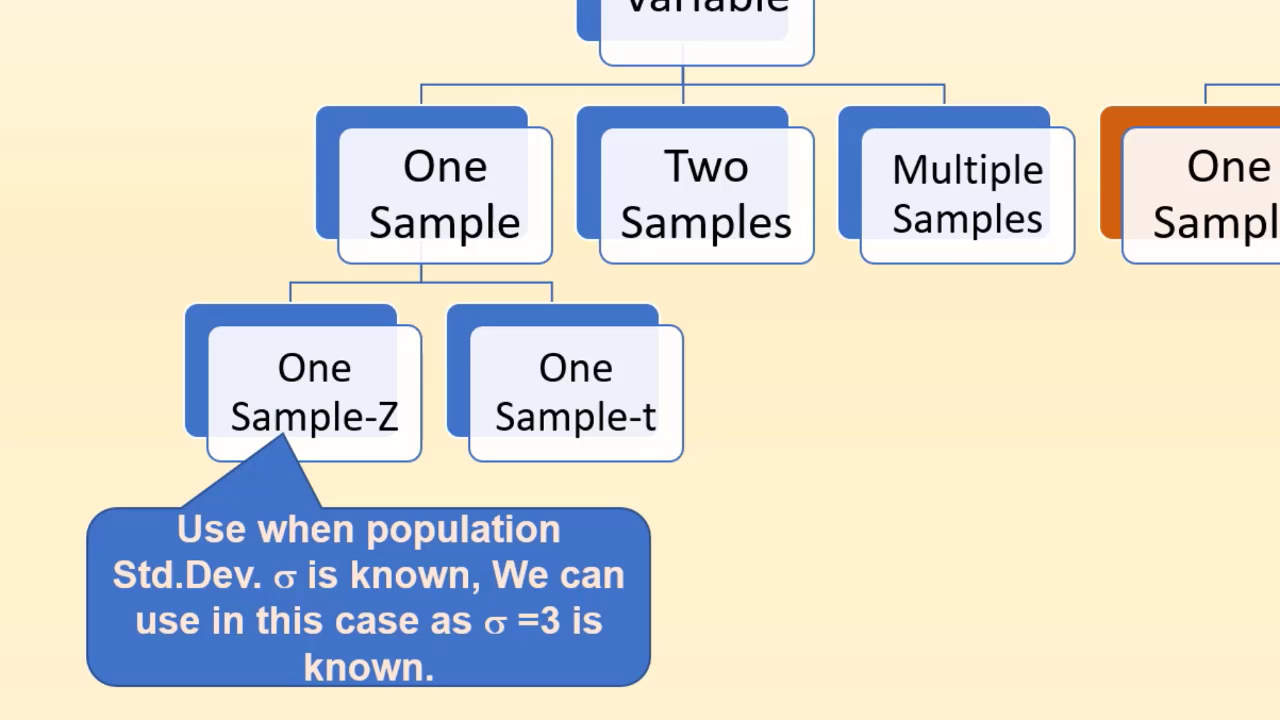 Variable
One
Sample
Two
Samples
Multiple
Samples
One
One
Sample-Z
One
Sample-t
Use when population
Std.Dev. σ is known, We can
use in this case as σ =3 is
known.